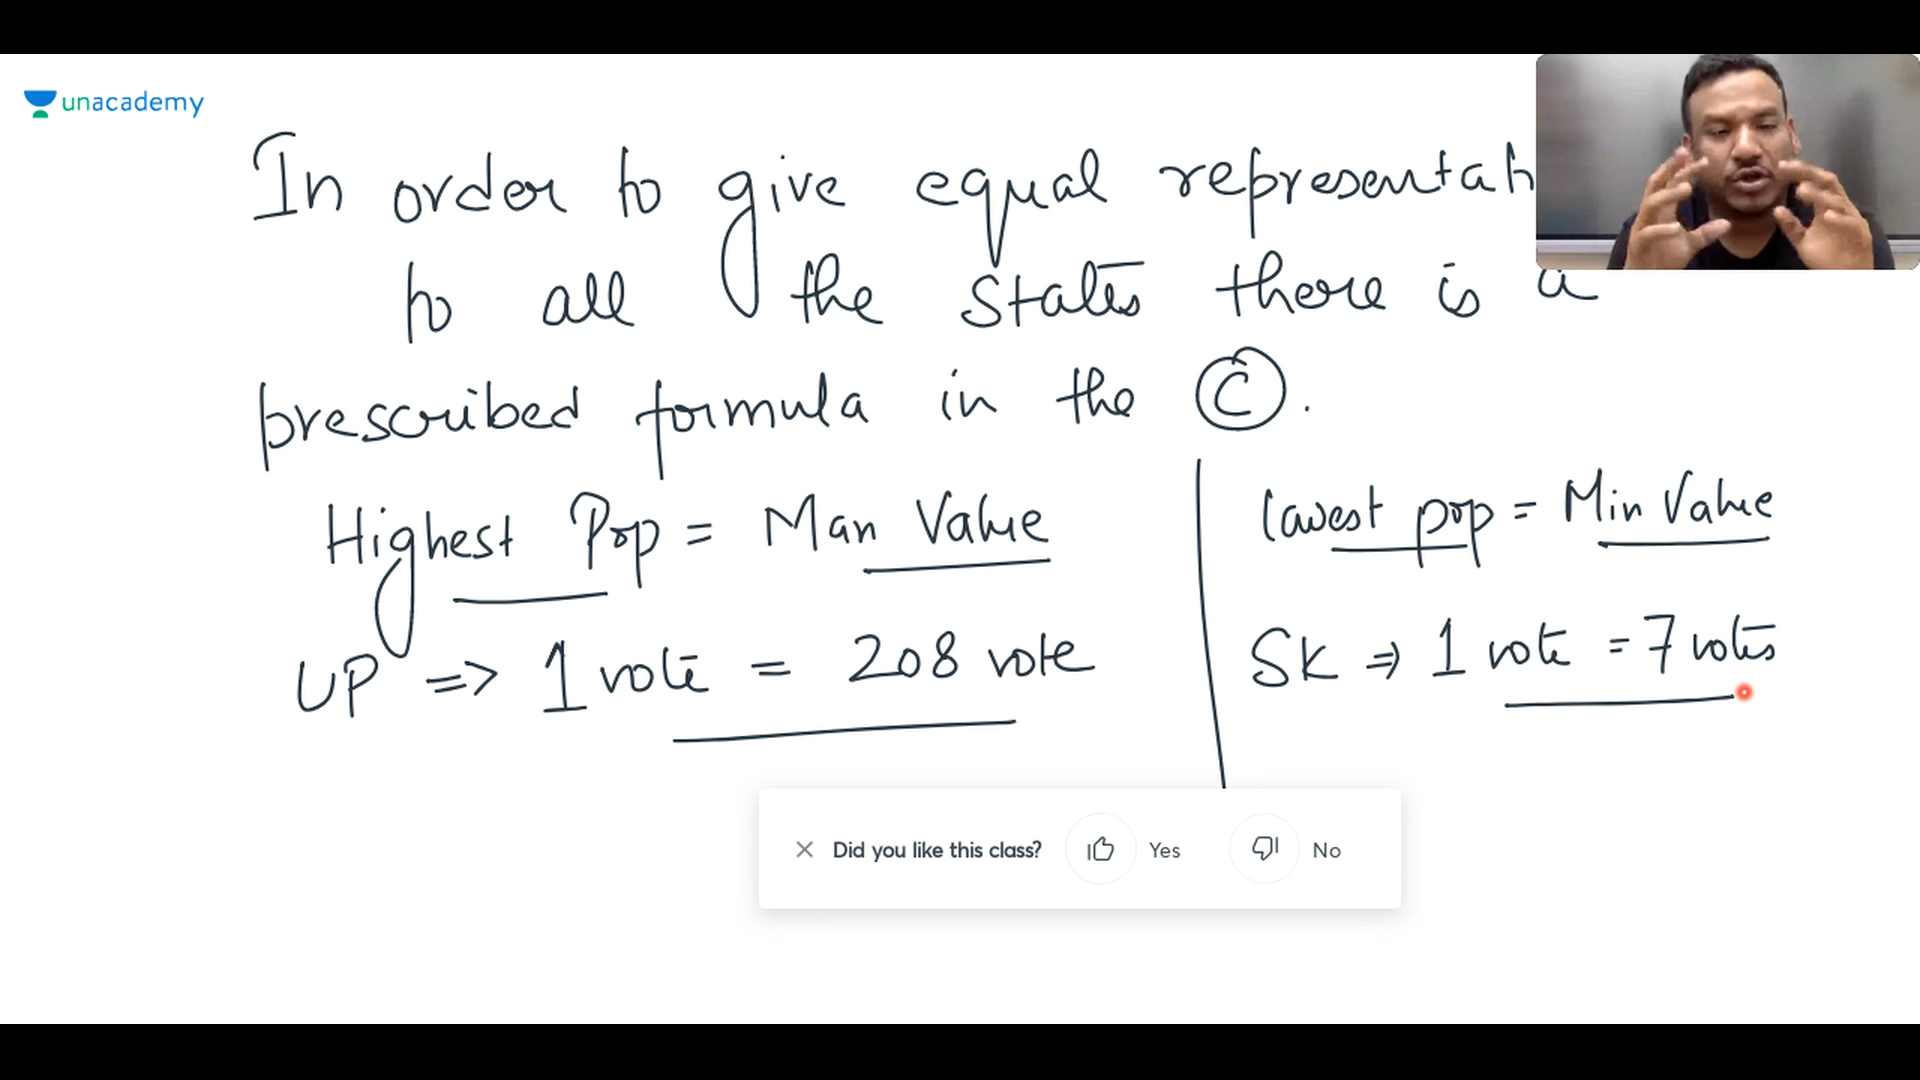 unacademy
In order to give equal
to all the states there is a
prescribed formula in the C.
Highest Pop = Max Value
lowest pop = Min Value
UP => 1 vote = 208 vote
SK => 1 vote = 7 votes
Did you like this class? Yes No